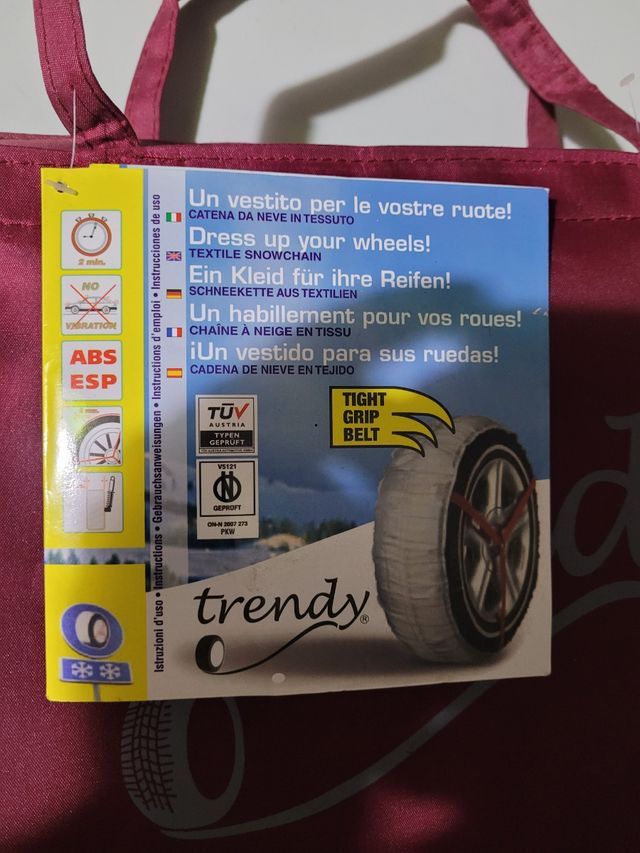 Un vestito per le vostre ruote!
CATENA DA NEVE IN TESSUTO
Dress up your wheels!
TEXTILE SNOWCHAIN
Ein Kleid für ihre Reifen!
SCHNEEKETTE AUS TEXTILIEN
Un habillement pour vos roues!
CHAÎNE À NEIGE EN TISSU
¡Un vestido para sus ruedas!
CADENA DE NIEVE EN TEJIDO
Istruzioni d'uso • Instructions • Gebrauchsanweisungen • Instructions d'emploi • Instrucciones de uso
2 min.
NO
VIBRATION
ABS
ESP
TÜV
AUSTRIA
TYPEN
GEPRÜFT
V5121
N
GEPRÜFT
ON-N 2007 273
PKW
TIGHT
GRIP
BELT
trendy®